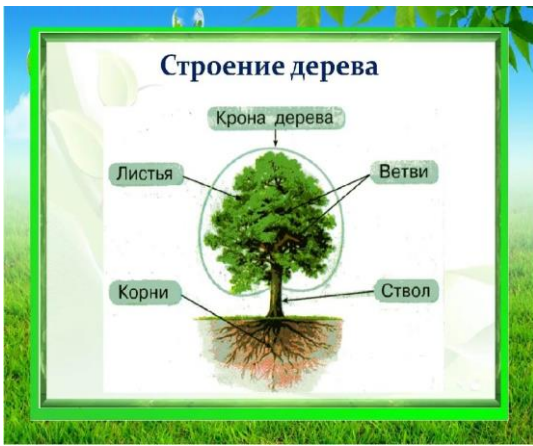 Строение дерева
Крона дерева
Листья
Ветви
Корни
Ствол